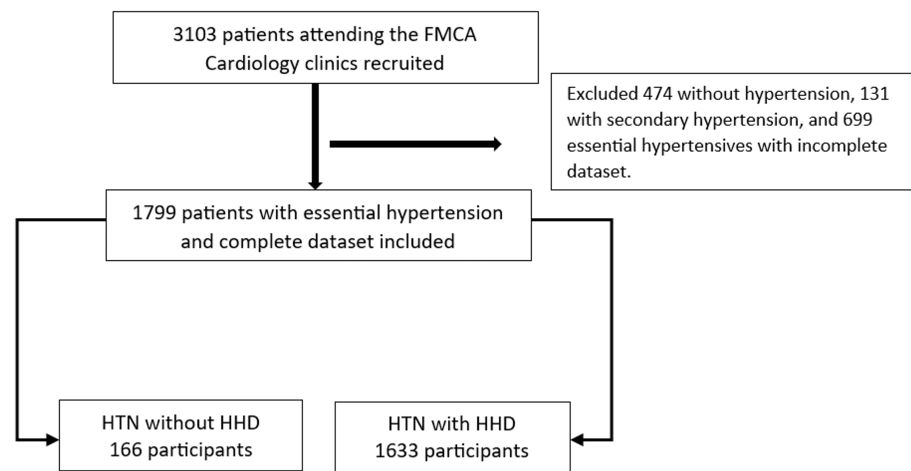 3103 patients attending the FMCA
Cardiology clinics recruited
Excluded 474 without hypertension, 131
with secondary hypertension, and 699
essential hypertensives with incomplete
dataset.
1799 patients with essential hypertension
and complete dataset included
HTN without HHD
166 participants
HTN with HHD
1633 participants